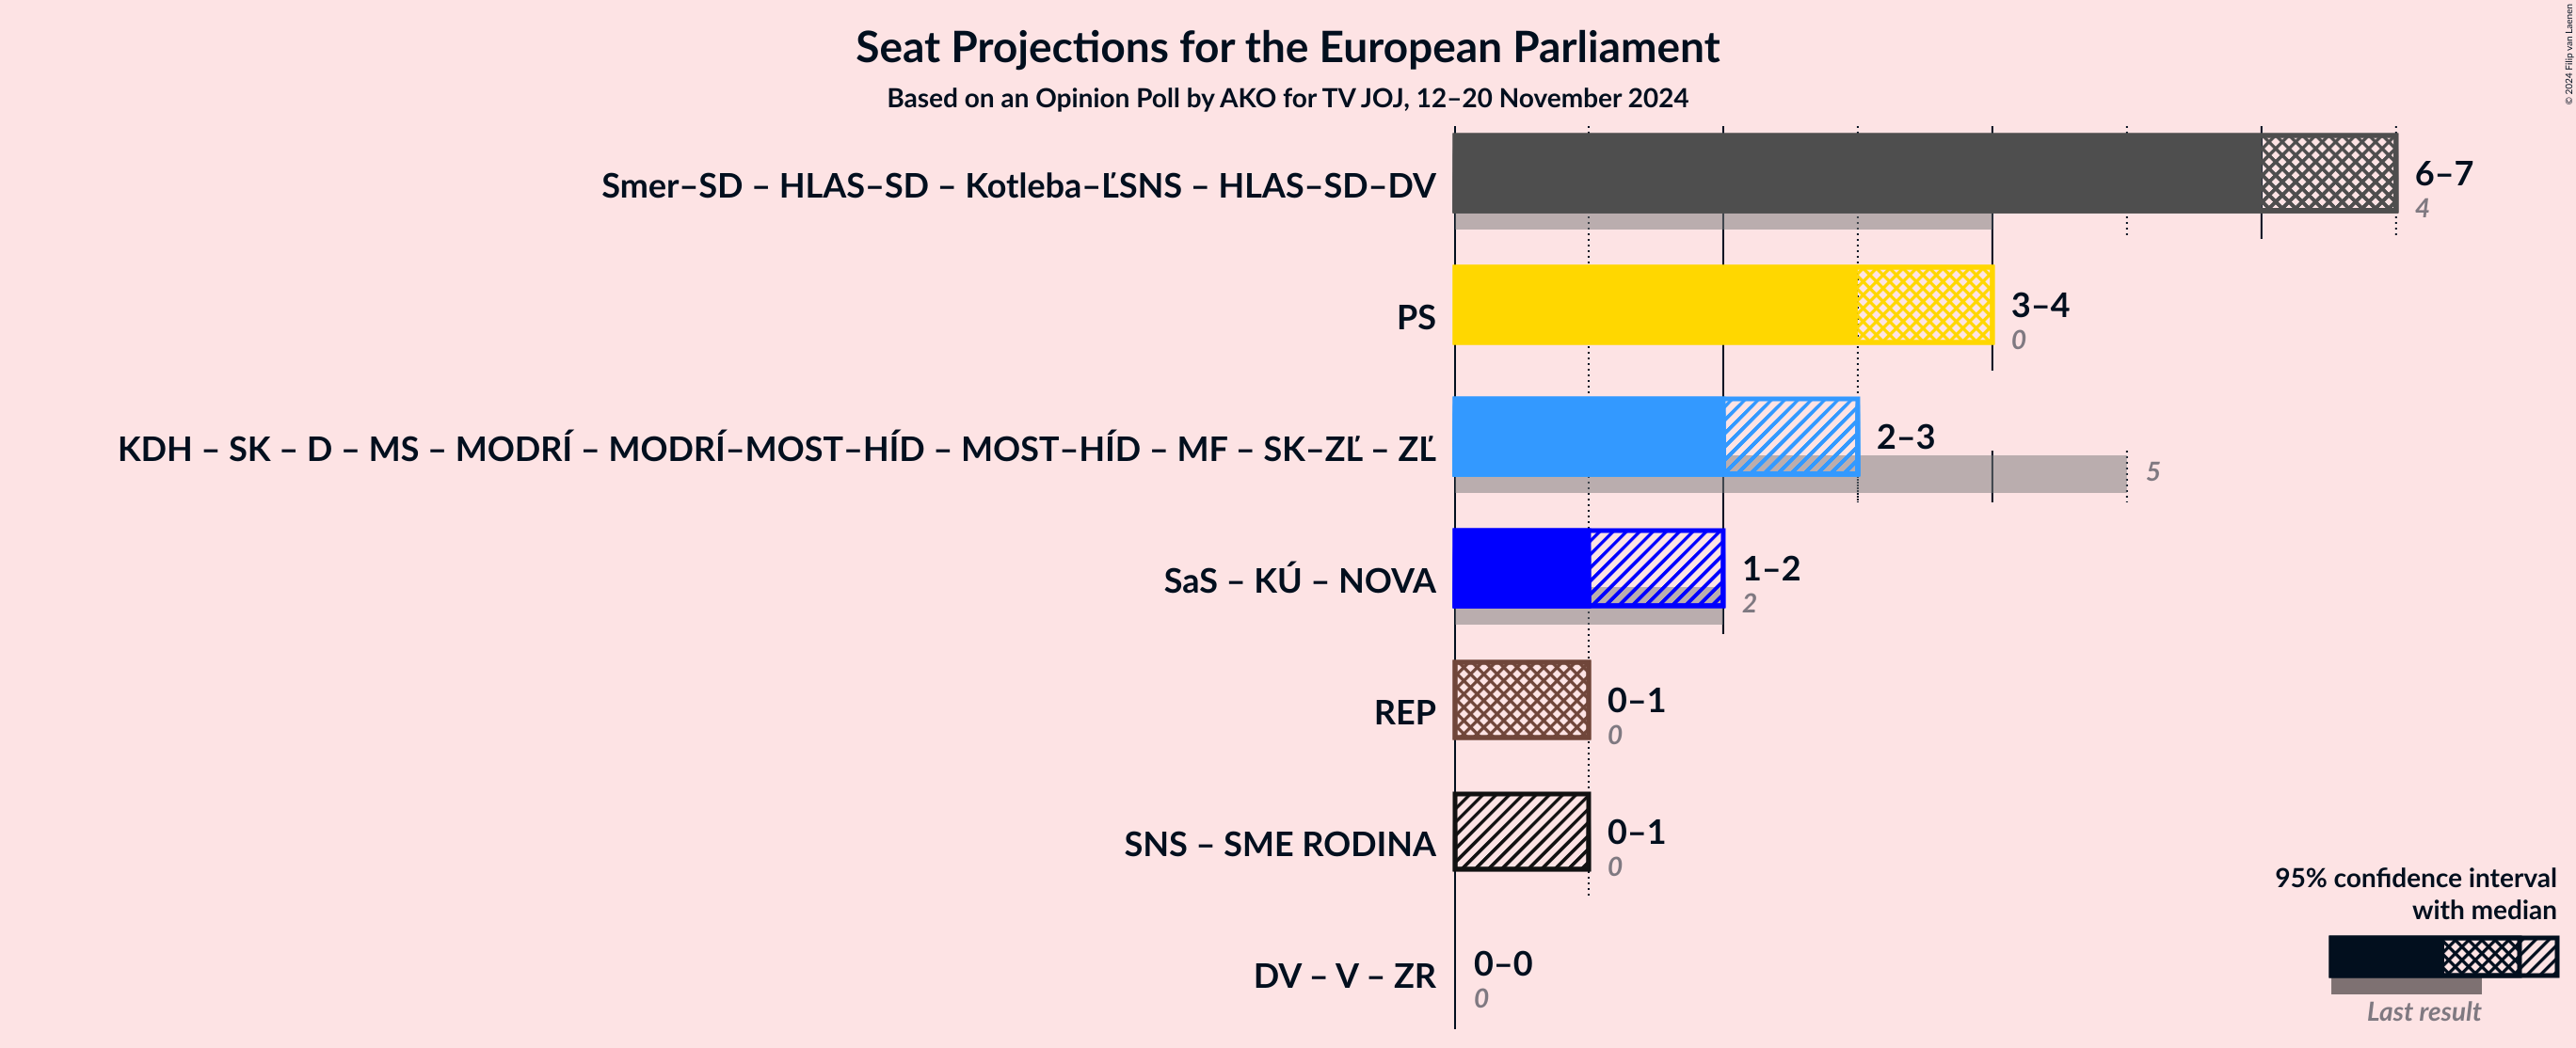 Seat Projections for the European Parliament
Based on an Opinion Poll by AKO for TV JOJ, 12–20 November 2024
© 2024 Filip van Laenen
Smer–SD – HLAS–SD – Kotleba–ĽSNS – HLAS–SD–DV
6–7
4
PS
3–4
0
KDH – SK – D – MS – MODRÍ – MODRÍ–MOST–HÍD – MOST–HÍD – MF – SK–ZĽ – ZĽ
2–3
5
SaS – KÚ – NOVA
1–2
2
REP
0–1
0
SNS – SME RODINA
0–1
0
DV – V – ZR
0–0
0
95% confidence interval
with median
Last result